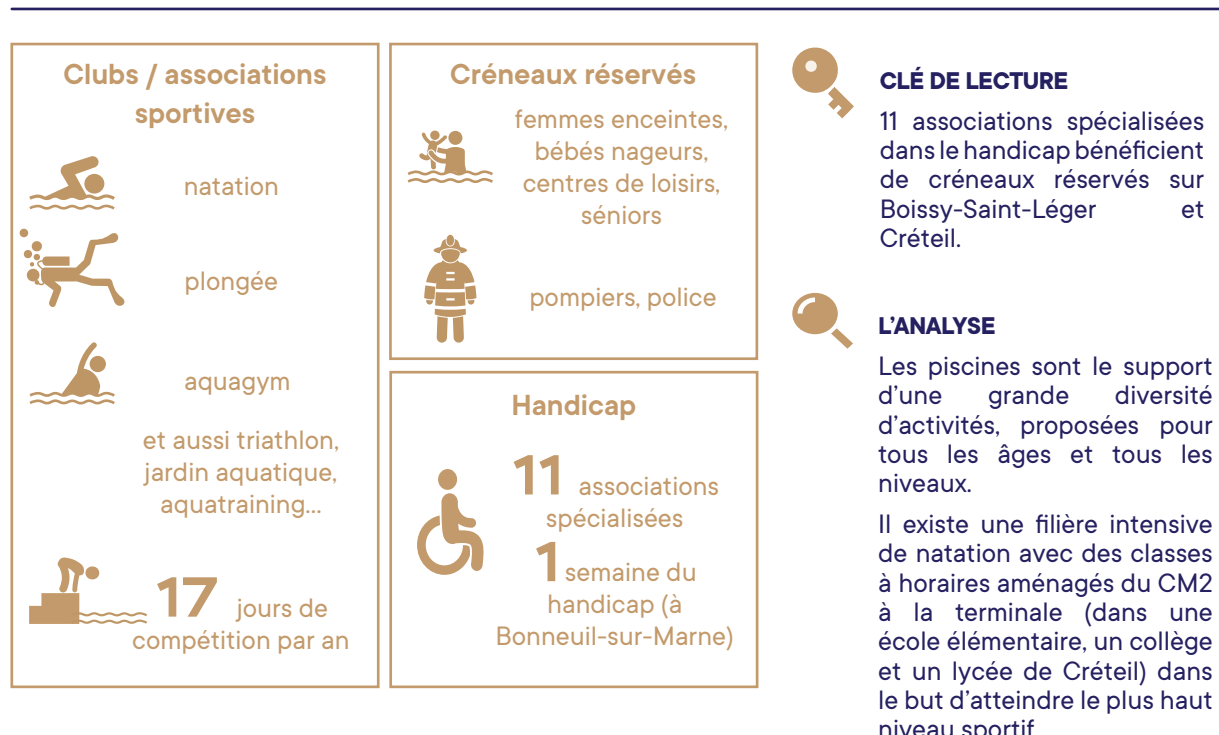 Clubs / associations
sportives
natation
plongée
aquagym
et aussi triathlon,
jardin aquatique,
aquatraining...
17 jours de
compétition par an
Créneaux réservés
femmes enceintes,
bébés nageurs,
centres de loisirs,
séniors
pompiers, police
Handicap
11 associations
spécialisées
1 semaine du
handicap (à
Bonneuil-sur-Marne)
CLÉ DE LECTURE
11 associations spécialisées
dans le handicap bénéficient
de créneaux réservés sur
Boissy-Saint-Léger et
Créteil.
L'ANALYSE
Les piscines sont le support
d'une grande diversité
d'activités, proposées pour
tous les âges et tous les
niveaux.
Il existe une filière intensive
de natation avec des classes
à horaires aménagés du CM2
à la terminale (dans une
école élémentaire, un collège
et un lycée de Créteil) dans
le but d'atteindre le plus haut
niveau sportif